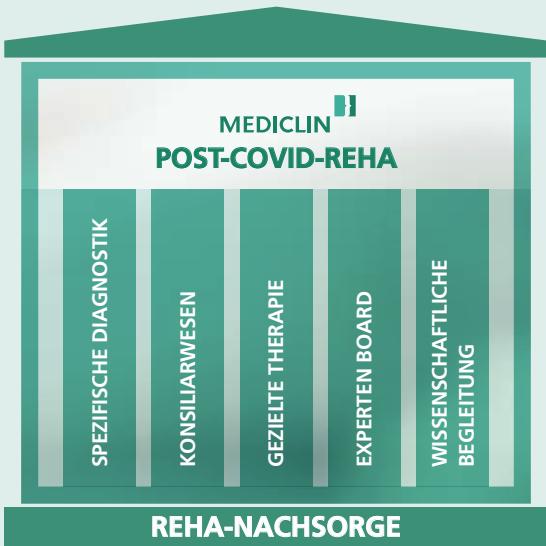 MEDICLIN
POST-COVID-REHA
SPEZIFISCHE DIAGNOSTIK
KONSILIARWESEN
GEZIELTE THERAPIE
EXPERTEN BOARD
WISSENSCHAFTLICHE
BEGLEITUNG
REHA-NACHSORGE